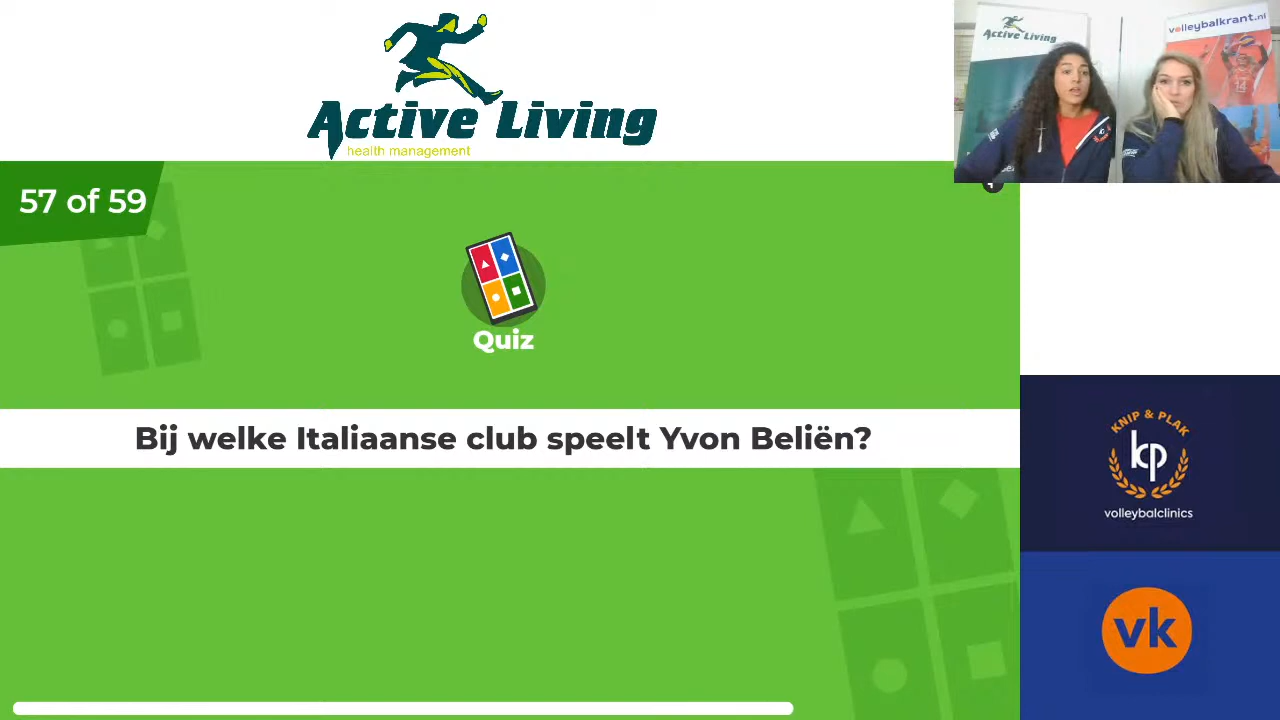 Active Living
health management
Active Living
volleybalkrant.nl
14
57 of 59
Quiz
Bij welke Italiaanse club speelt Yvon Beliën?
KNIP & PLAK
kp
volleybalclinics
vk